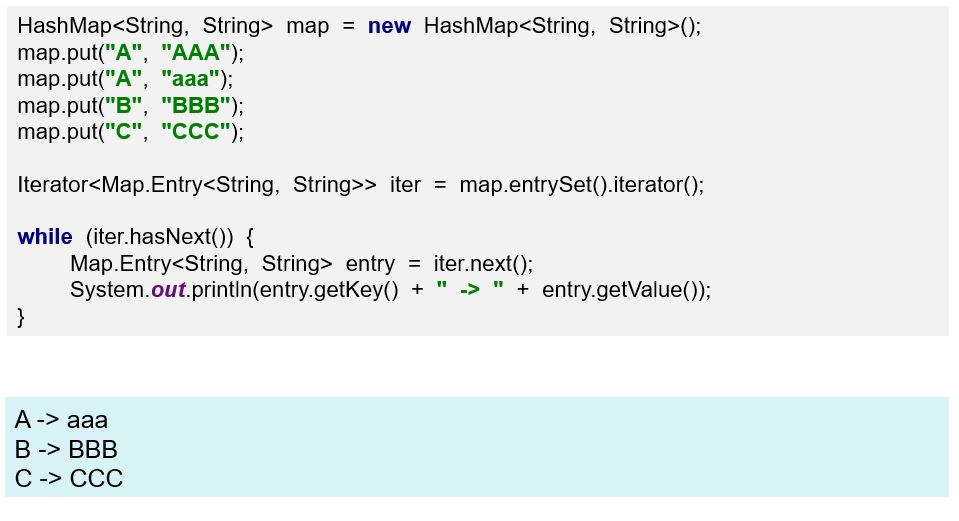 HashMap<String, String> map = new HashMap<String, String>();
map.put("A", "AAA");
map.put("A", "aaa");
map.put("B", "BBB");
map.put("C", "CCC");
Iterator<Map.Entry<String, String>> iter = map.entrySet().iterator();
while (iter.hasNext()) {
Map.Entry<String, String> entry = iter.next();
System.out.println(entry.getKey() + " -> " + entry.getValue());
}
A -> aaa
B -> BBB
C -> CCC